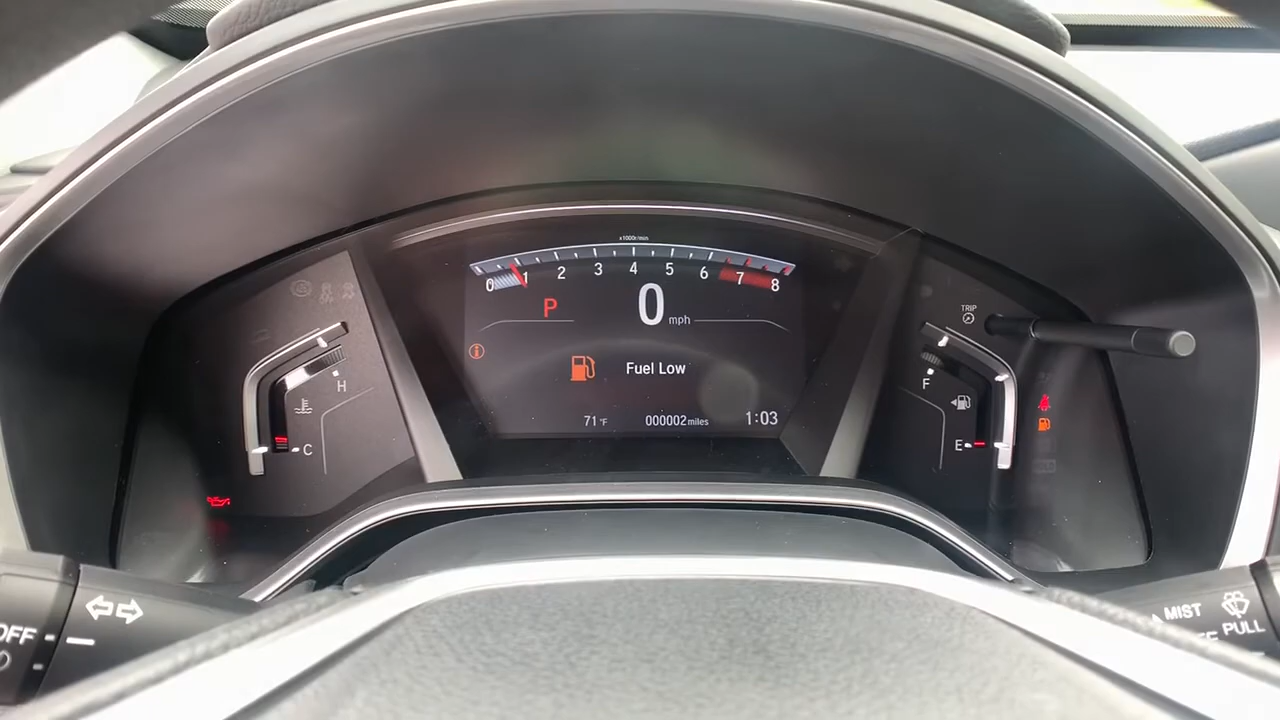 x1000r/min
0 1 2 3 4 5 6 7 8
P
0 mph
TRIP
H
Fuel Low
F
71°F
000002 miles
1:03
C
E
OFF
MIST
PULL